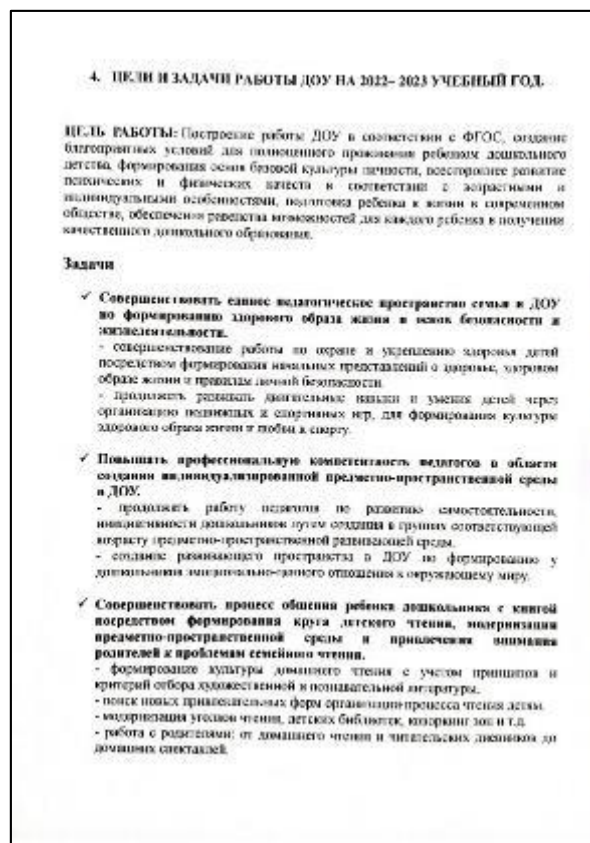 4. ЦЕЛИ И ЗАДАЧИ РАБОТЫ ДОУ НА 2022– 2023 УЧЕБНЫЙ ГОД.
ЦЕЛЬ РАБОТЫ: Построение работы ДОУ в соответствии с ФГОС, создание
благоприятных условий для полноценного проживания ребенком дошкольного
детства, формирования основ базовой культуры личности, всестороннее развитие
психических и физических качеств в соответствии с возрастными и
индивидуальными особенностями, подготовка ребенка к жизни в современном
обществе, обеспечения равенства возможностей для каждого ребенка в получении
качественного дошкольного образования.
Задачи
✓ Совершенствовать единое педагогическое пространство семьи и ДОУ
по формированию здорового образа жизни и основ безопасности и
жизнедеятельности.
- совершенствование работы по охране и укреплению здоровья детей
посредством формирования начальных представлений о здоровье, здоровом
образе жизни и правилам личной безопасности.
- продолжать развивать двигательные навыки и умения детей через
организацию подвижных и спортивных игр, для формирования культуры
здорового образа жизни и любви к спорту.
✓ Повышать профессиональную компетентность педагогов в области
создания индивидуализированной предметно-пространственной среды
в ДОУ.
- продолжать работу педагогов по развитию самостоятельности,
инициативности дошкольников путем создания в группах соответствующей
возрасту предметно-пространственной развивающей среды.
- создание развивающего пространства в ДОУ по формированию у
дошкольников эмоционально-ценного отношения к окружающему миру.
✓ Совершенствовать процесс общения ребенка дошкольника с книгой
посредством формирования круга детского чтения, модернизации
предметно-пространственной среды и привлечения внимания
родителей к проблемам семейного чтения.
- формирование культуры домашнего чтения с учетом принципов и
критерий отбора художественной и познавательной литературы.
- поиск новых привлекательных форм организации процесса чтения детям.
- модернизация уголков чтения, детских библиотек, коворкинг зон и т.д.
- работа с родителями: от домашнего чтения и читательских дневников до
домашних спектаклей.